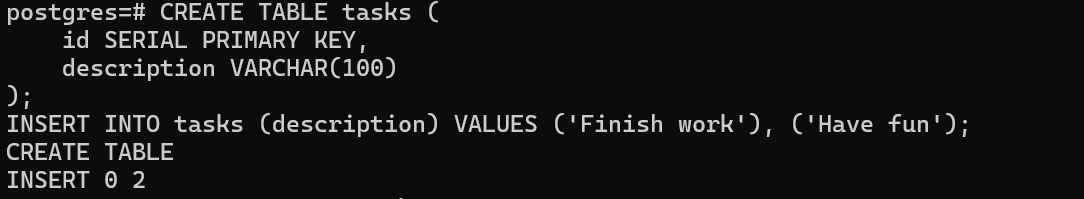 postgres=# CREATE TABLE tasks (
    id SERIAL PRIMARY KEY,
    description VARCHAR(100)
);
INSERT INTO tasks (description) VALUES ('Finish work'), ('Have fun');
CREATE TABLE
INSERT 0 2